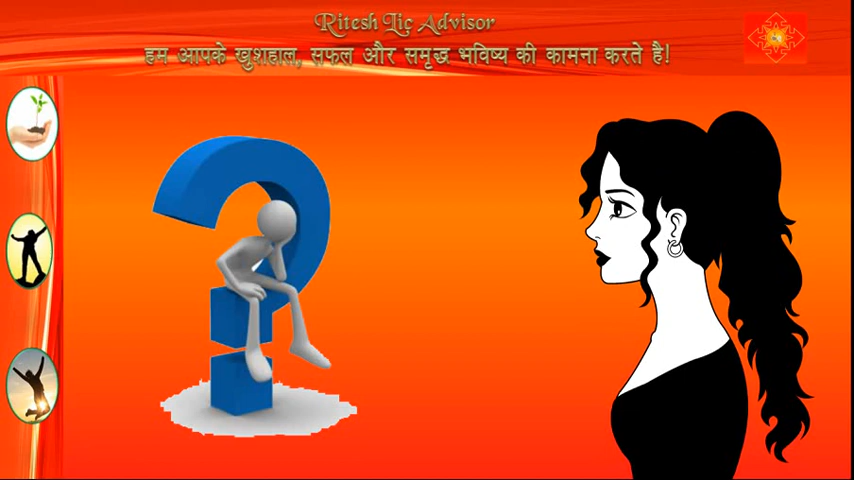 Ritesh Lic Advisor
हम आपके खुशहाल, सफल और समृद्ध भविष्य की कामना करते है!